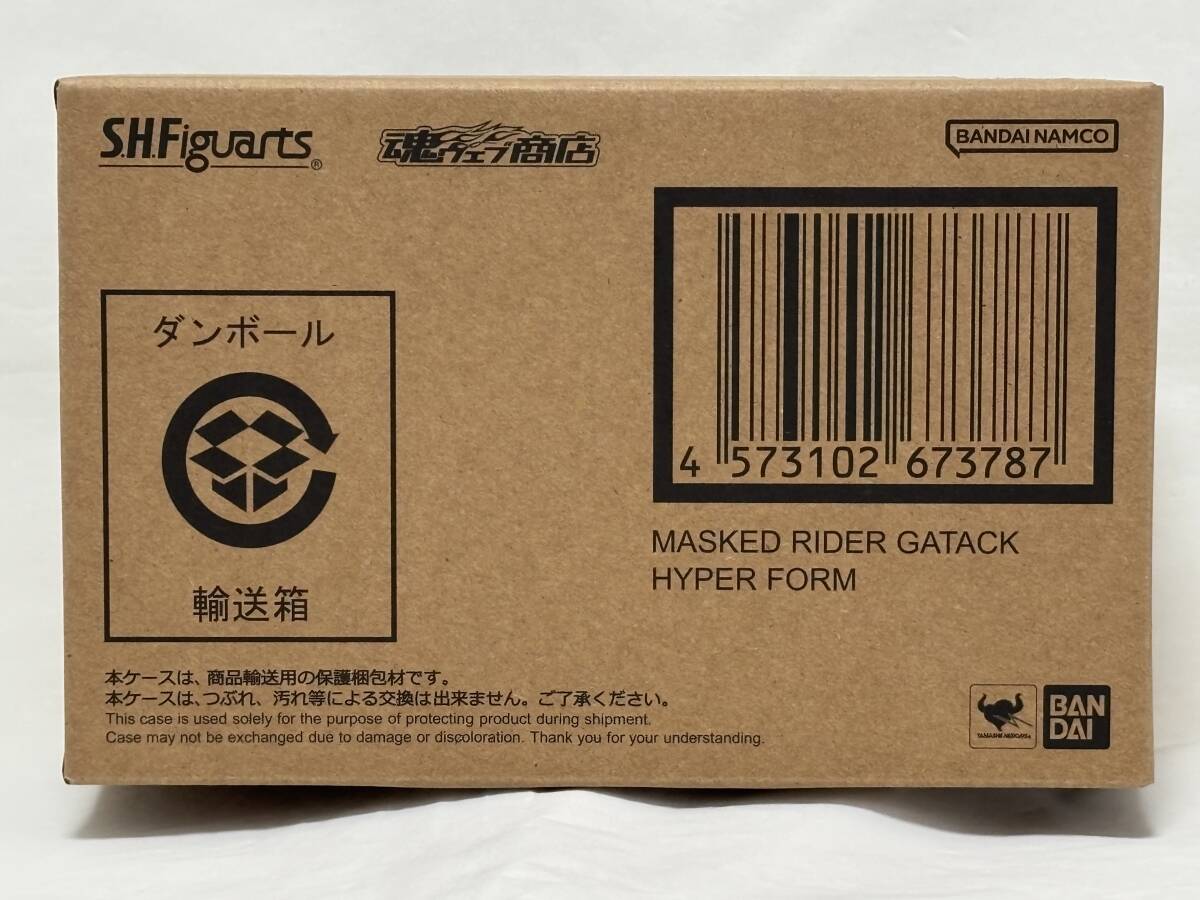 S.H.Figuarts®
魂ウェブ商店
BANDAI NAMCO
ダンボール
輸送箱
4 573102 673787
MASKED RIDER GATACK
HYPER FORM
本ケースは、商品輸送用の保護梱包材です。
本ケースは、つぶれ、汚れ等による交換は出来ません。ご了承ください。
This case is used solely for the purpose of protecting product during shipment.
Case may not be exchanged due to damage or discoloration. Thank you for your understanding.
TAMASHII NATIONS
BAN
DAI